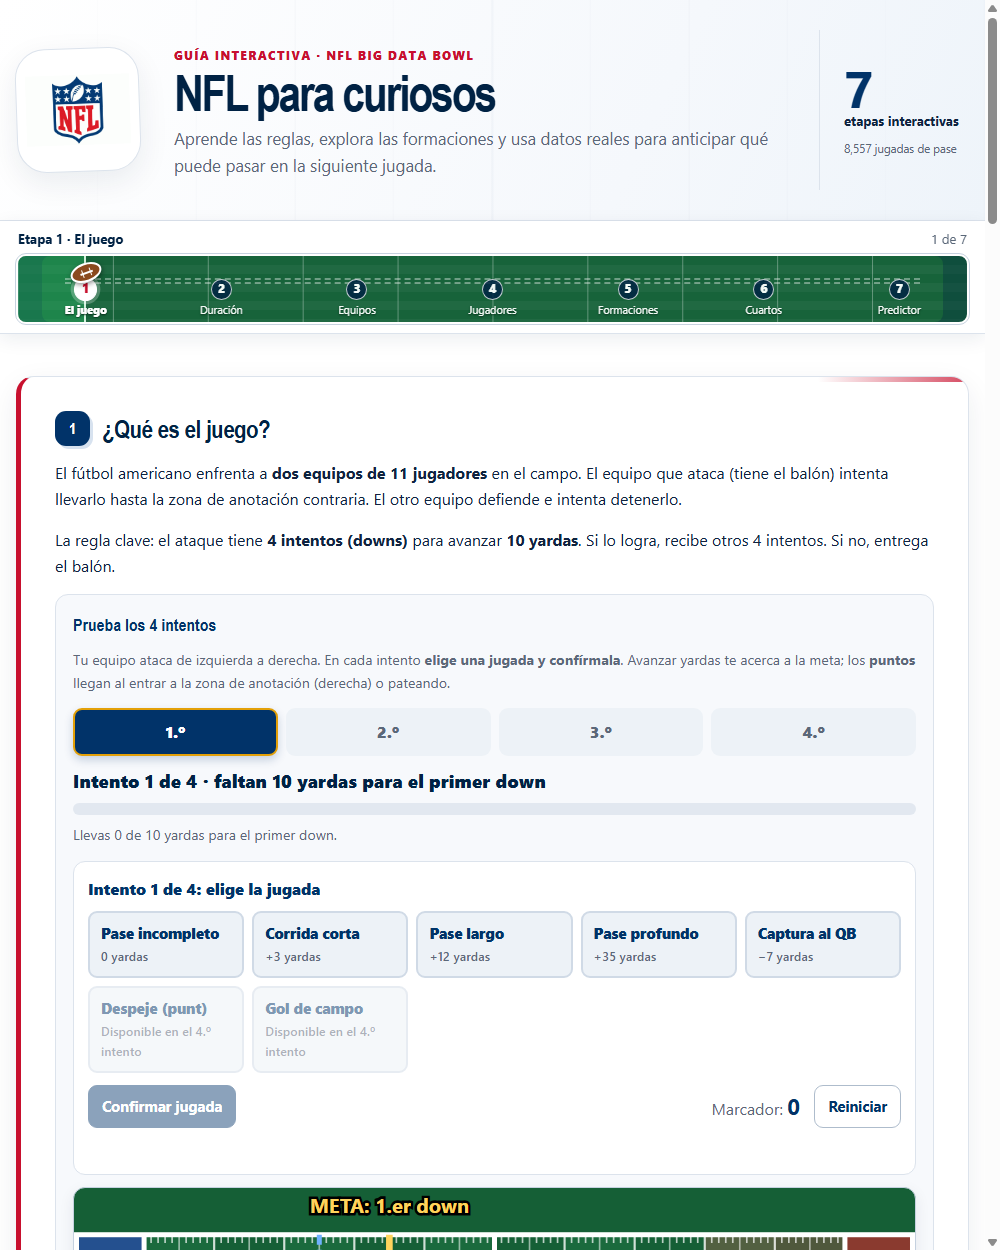 NFL
GUÍA INTERACTIVA · NFL BIG DATA BOWL
NFL para curiosos
Aprende las reglas, explora las formaciones y usa datos reales para anticipar qué
puede pasar en la siguiente jugada.
7
etapas interactivas
8,557 jugadas de pase
Etapa 1 · El juego
1 de 7
1
2
3
4
5
6
7
El juego
Duración
Equipos
Jugadores
Formaciones
Cuartos
Predictor
1
¿Qué es el juego?
El fútbol americano enfrenta a dos equipos de 11 jugadores en el campo. El equipo que ataca (tiene el balón) intenta
llevarlo hasta la zona de anotación contraria. El otro equipo defiende e intenta detenerlo.
La regla clave: el ataque tiene 4 intentos (downs) para avanzar 10 yardas. Si lo logra, recibe otros 4 intentos. Si no, entrega
el balón.
Prueba los 4 intentos
Tu equipo ataca de izquierda a derecha. En cada intento elige una jugada y confírmala. Avanzar yardas te acerca a la meta; los puntos
llegan al entrar a la zona de anotación (derecha) o pateando.
1.º
2.º
3.º
4.º
Intento 1 de 4 · faltan 10 yardas para el primer down
Llevas 0 de 10 yardas para el primer down.
Intento 1 de 4: elige la jugada
Pase incompleto
0 yardas
Corrida corta
+3 yardas
Pase largo
+12 yardas
Pase profundo
+35 yardas
Captura al QB
−7 yardas
Despeje (punt)
Disponible en el 4.º
intento
Gol de campo
Disponible en el 4.º
intento
Confirmar jugada
Marcador: 0
Reiniciar
META: 1.er down